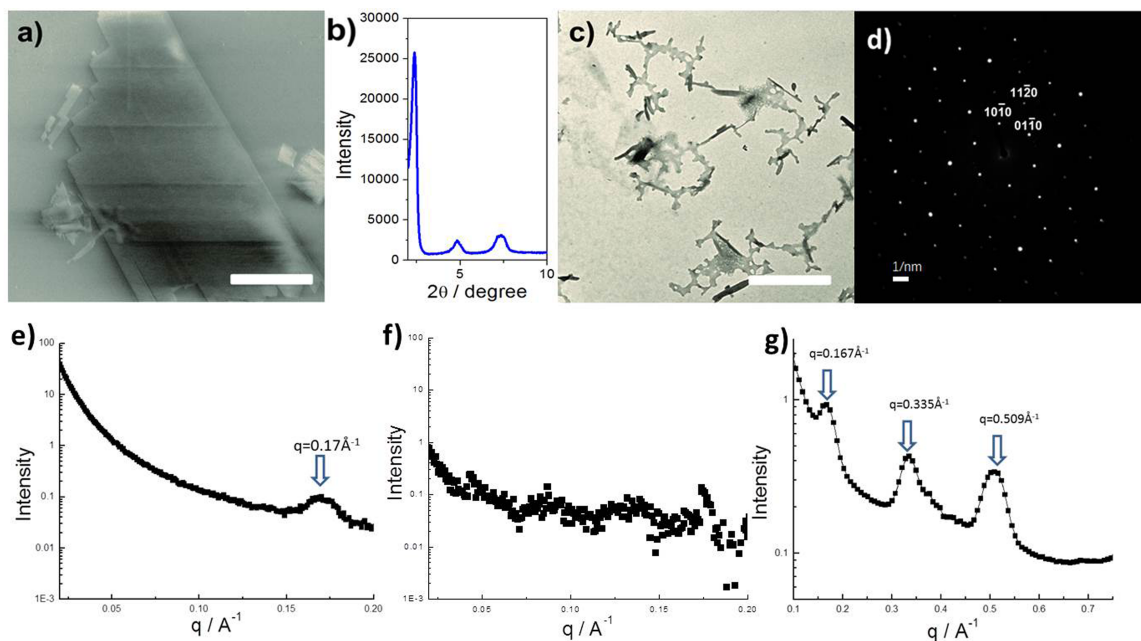 a)
b)
30000
25000
20000
15000
10000
5000
0
Intensity
5
10
2θ / degree
c)
d)
112̄0
101̄0
011̄0
1/nm
e)
100
10
1
0.1
0.01
1E-3
Intensity
q=0.17Å⁻¹
0.05
0.10
0.15
0.20
q / A⁻¹
f)
100
10
1
0.1
0.01
1E-3
Intensity
0.05
0.10
0.15
0.20
q / A⁻¹
g)
q=0.167Å⁻¹
q=0.335Å⁻¹
q=0.509Å⁻¹
1
0.1
Intensity
0.1
0.2
0.3
0.4
0.5
0.6
0.7
q / A⁻¹